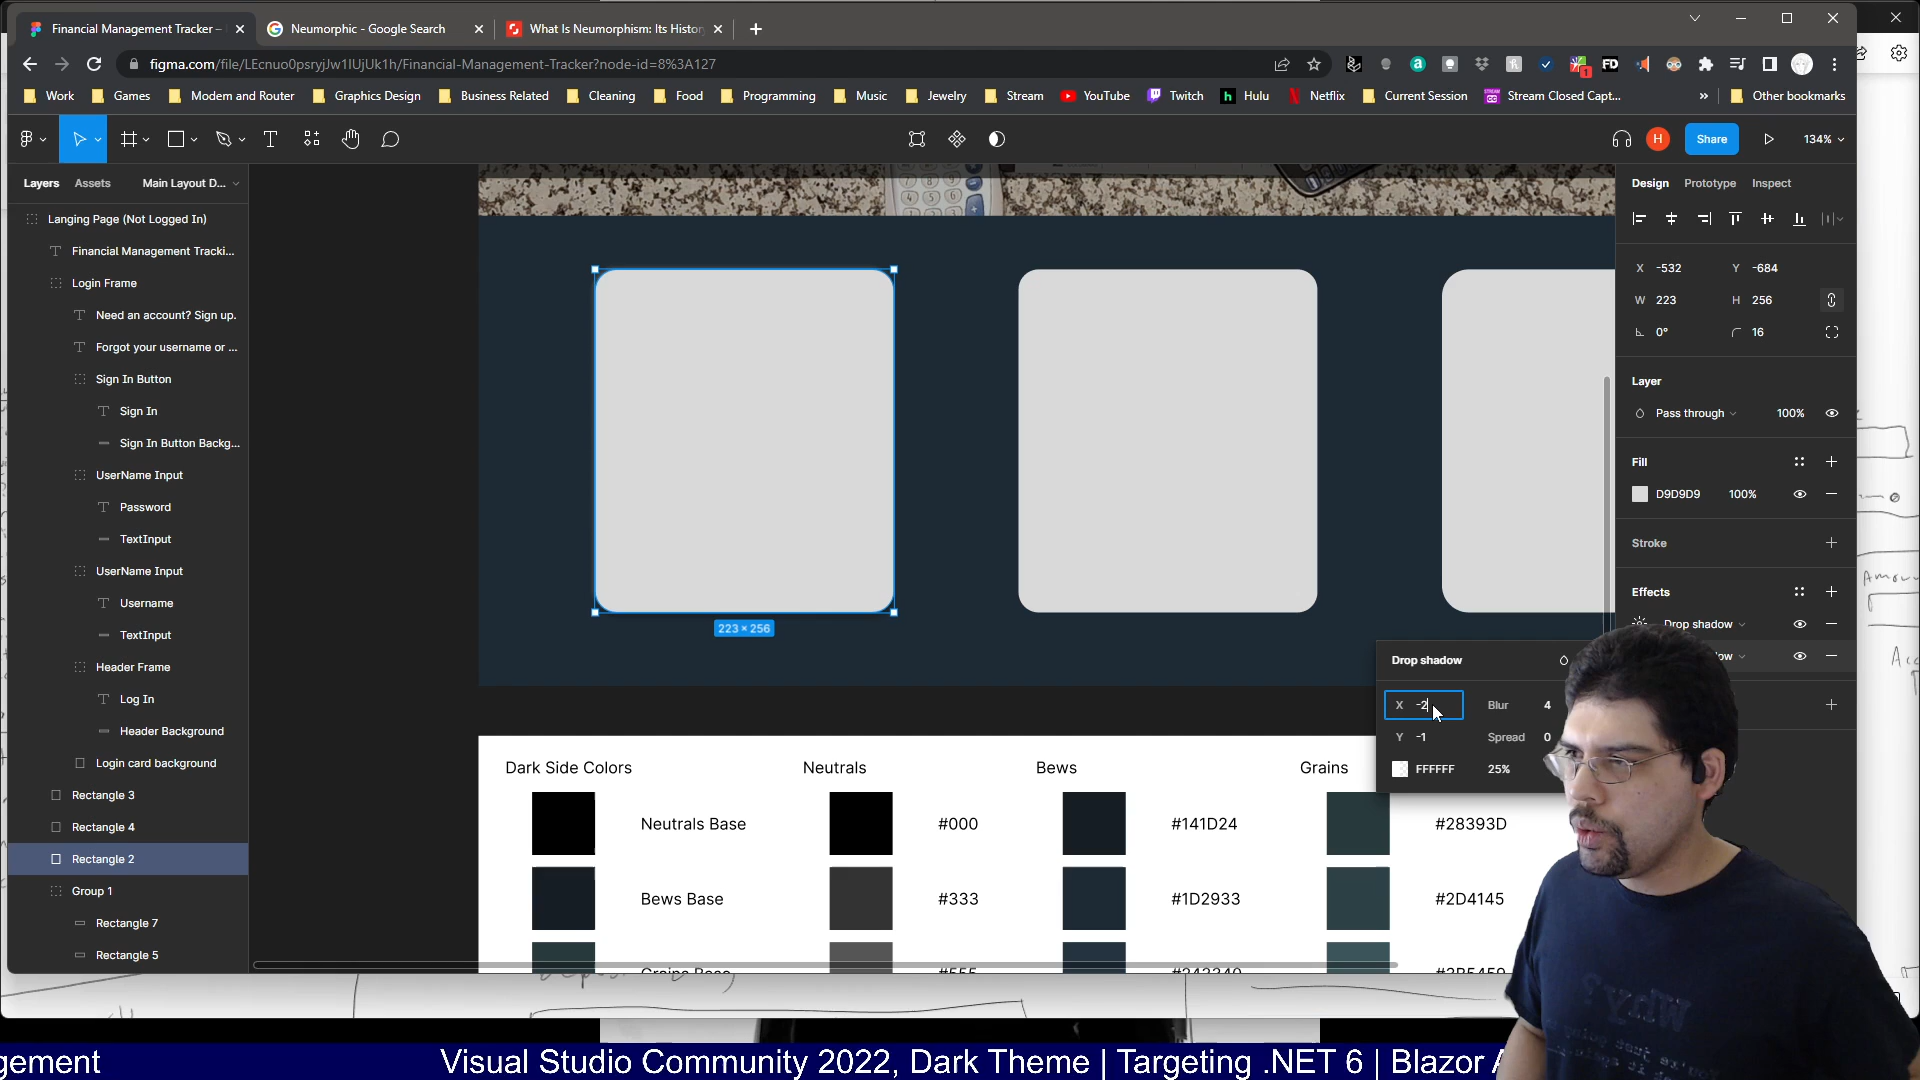 Financial Management Tracker –
Neumorphic - Google Search
What Is Neumorphism: Its Histor
figma.com/file/LEcnuo0psryjJw1IUjUk1h/Financial-Management-Tracker?node-id=8%3A127
Work
Games
Modem and Router
Graphics Design
Business Related
Cleaning
Food
Programming
Music
Jewelry
Stream
YouTube
Twitch
Hulu
Netflix
Current Session
Stream Closed Capt...
»
Other bookmarks
H
Share
134%
Layers
Assets
Main Layout D...
Design
Prototype
Inspect
Langing Page (Not Logged In)
Financial Management Tracki...
Login Frame
Need an account? Sign up.
Forgot your username or ...
Sign In Button
Sign In
Sign In Button Backg...
UserName Input
Password
TextInput
UserName Input
Username
TextInput
Header Frame
Log In
Header Background
Login card background
Rectangle 3
Rectangle 4
Rectangle 2
Group 1
Rectangle 7
Rectangle 5
223 × 256
X -532
Y -684
W 223
H 256
0°
16
Layer
Pass through
100%
Fill
D9D9D9
100%
Stroke
Effects
Drop shadow
Drop shadow
X -2
Blur 4
Y -1
Spread 0
FFFFFF
25%
Dark Side Colors
Neutrals
Bews
Grains
Neutrals Base
#000
#141D24
#28393D
Bews Base
#333
#1D2933
#2D4145
Grains Base
#555
gement
Visual Studio Community 2022, Dark Theme | Targeting .NET 6 | Blazor